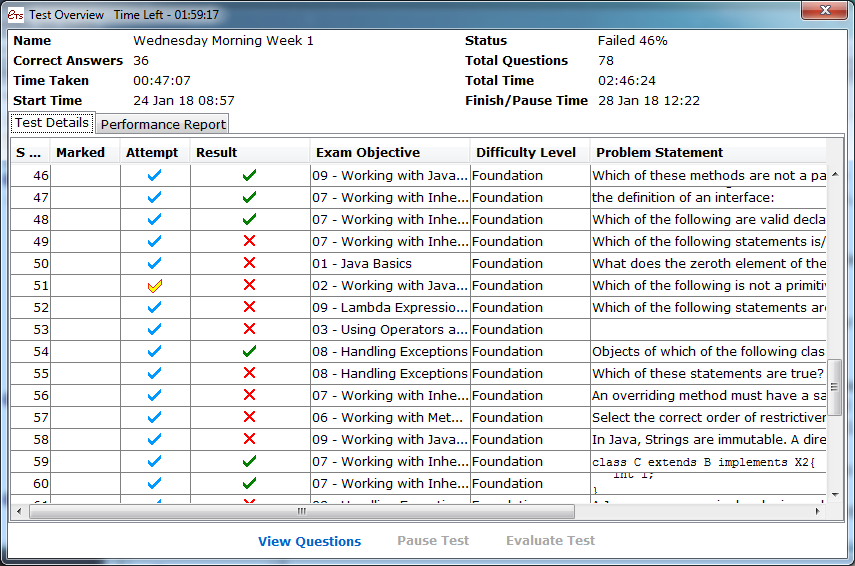 ETS Test Overview Time Left - 01:59:17
Name Wednesday Morning Week 1 Status Failed 46%
Correct Answers 36 Total Questions 78
Time Taken 00:47:07 Total Time 02:46:24
Start Time 24 Jan 18 08:57 Finish/Pause Time 28 Jan 18 12:22
Test Details Performance Report
S ... Marked Attempt Result Exam Objective Difficulty Level Problem Statement
46 09 - Working with Java... Foundation Which of these methods are not a pa
47 07 - Working with Inhe... Foundation the definition of an interface:
48 07 - Working with Inhe... Foundation Which of the following are valid decla
49 07 - Working with Inhe... Foundation Which of the following statements is/
50 01 - Java Basics Foundation What does the zeroth element of the
51 02 - Working with Java... Foundation Which of the following is not a primitiv
52 09 - Lambda Expressio... Foundation Which of the following statements are
53 03 - Using Operators a... Foundation
54 08 - Handling Exceptions Foundation Objects of which of the following clas
55 08 - Handling Exceptions Foundation Which of these statements are true?
56 07 - Working with Inhe... Foundation An overriding method must have a sa
57 06 - Working with Met... Foundation Select the correct order of restrictiver
58 09 - Working with Java... Foundation In Java, Strings are immutable. A dire
59 07 - Working with Inhe... Foundation class C extends B implements X2{
60 07 - Working with Inhe... Foundation int i;
}
View Questions Pause Test Evaluate Test